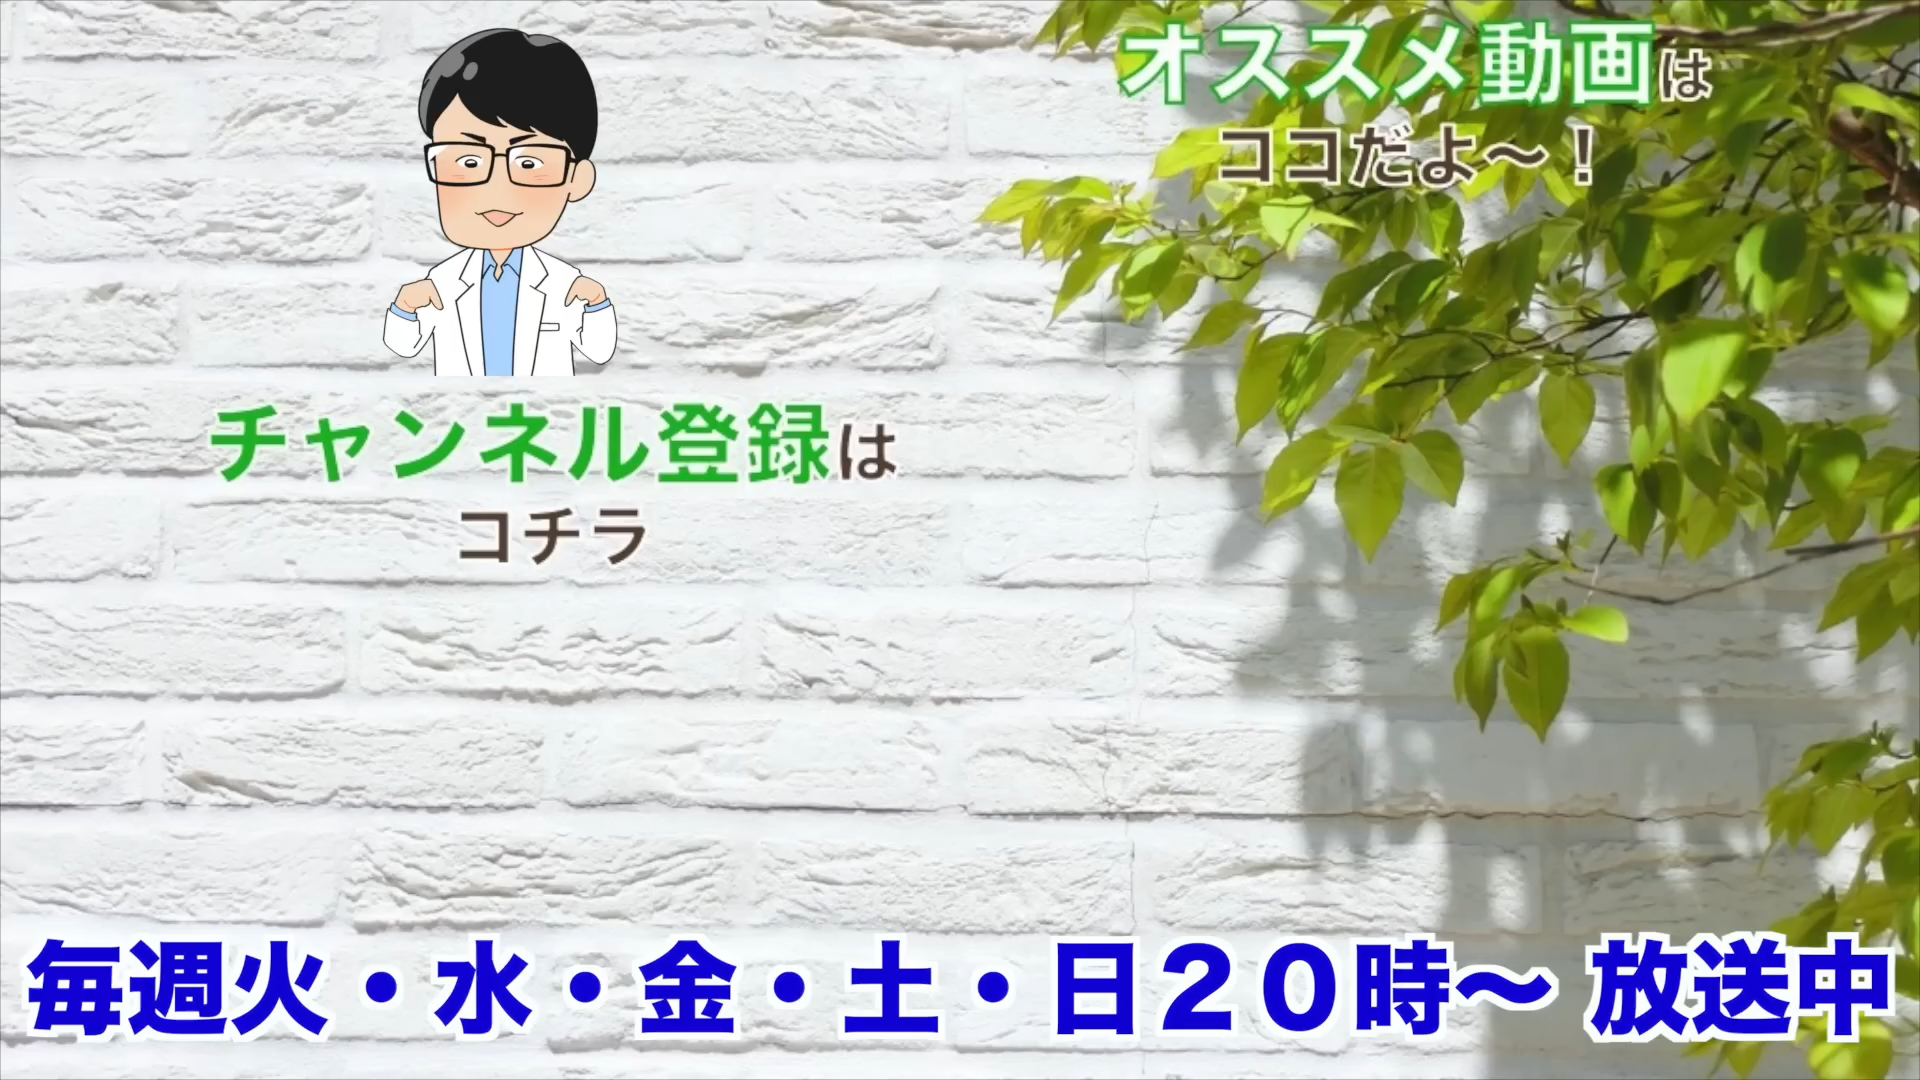 オススメ動画は
ココだよ～！
チャンネル登録は
コチラ
毎週火・水・金・土・日２０時～ 放送中